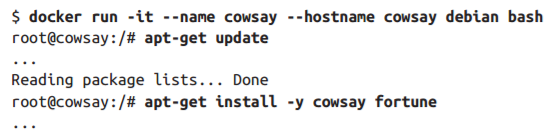 $ docker run -it --name cowsay --hostname cowsay debian bash
root@cowsay:/# apt-get update
...
Reading package lists... Done
root@cowsay:/# apt-get install -y cowsay fortune
...